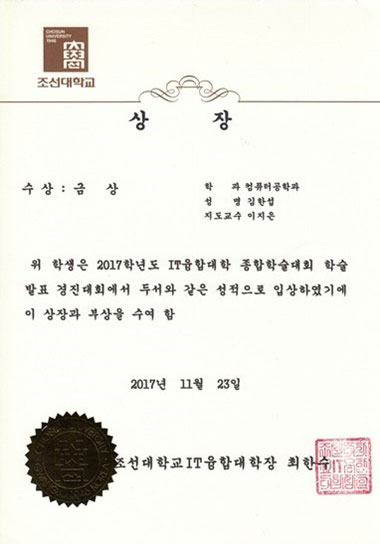 CHOSUN
UNIVERSITY
1946
조선대학교
상 장
수상 : 금 상
학 과 컴퓨터공학과
성 명 김한섭
지도교수 이지은
위 학생은 2017학년도 IT융합대학 종합학술대회 학술
발표 경진대회에서 두서와 같은 성적으로 입상하였기에
이 상장과 부상을 수여 함
2017년 11월 23일
조선대학교IT융합대학장 최한수